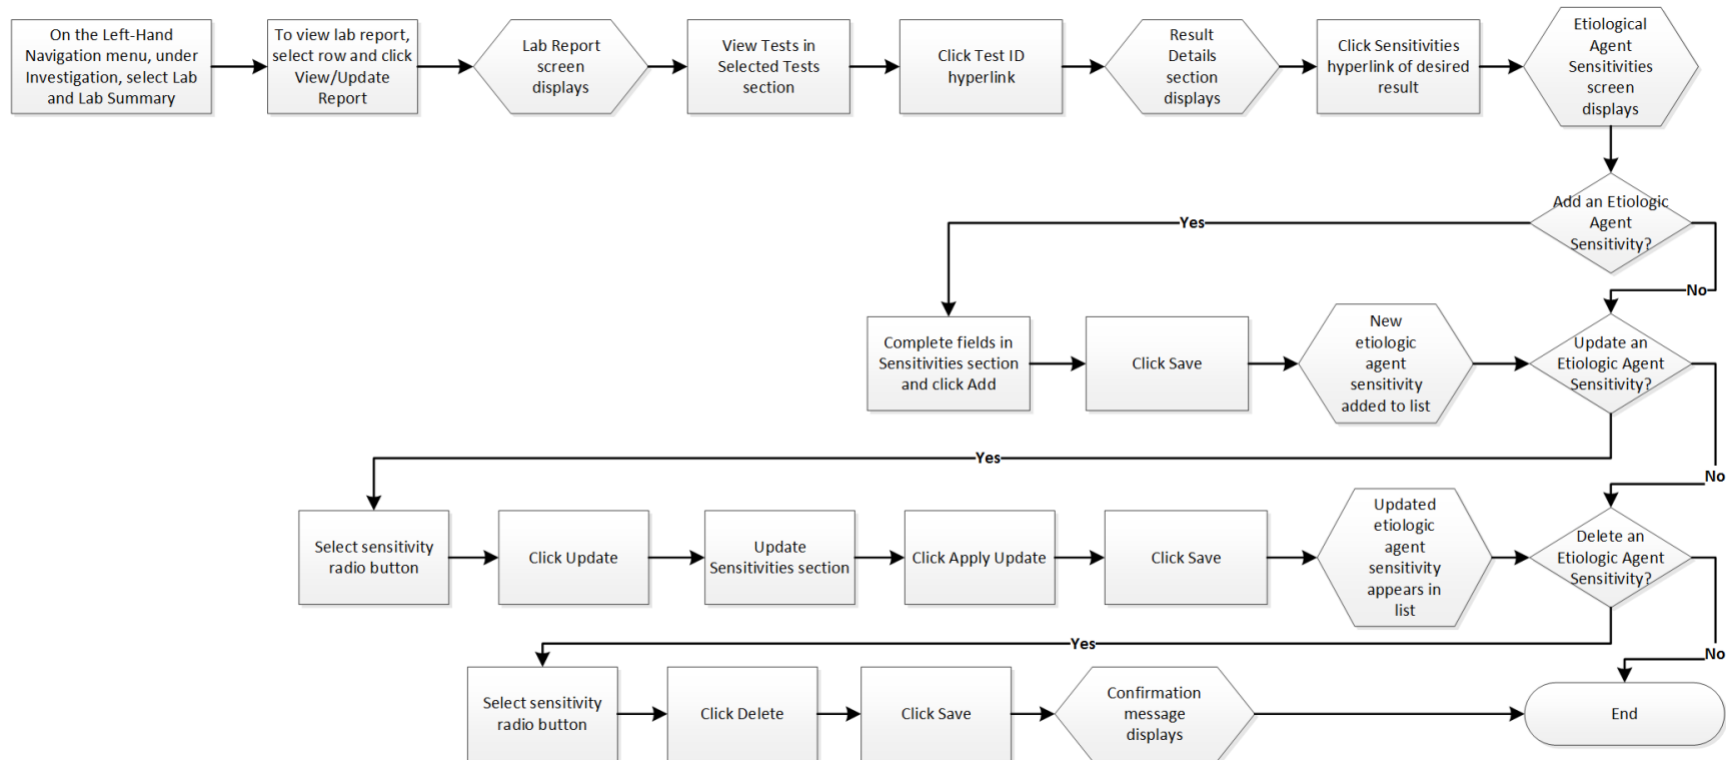 On the Left-Hand
Navigation menu, under
Investigation, select Lab
and Lab Summary
To view lab report,
select row and click
View/Update
Report
Lab Report
screen
displays
View Tests in
Selected Tests
section
Click Test ID
hyperlink
Result
Details
section
displays
Click Sensitivities
hyperlink of desired
result
Etiological
Agent
Sensitivities
screen
displays
Add an Etiologic
Agent
Sensitivity?
Yes
No
Complete fields in
Sensitivities section
and click Add
Click Save
New
etiologic
agent
sensitivity
added to list
Update an
Etiologic Agent
Sensitivity?
Yes
No
Select sensitivity
radio button
Click Update
Update
Sensitivities section
Click Apply Update
Click Save
Updated
etiologic
agent
sensitivity
appears in
list
Delete an
Etiologic Agent
Sensitivity?
Yes
No
Select sensitivity
radio button
Click Delete
Click Save
Confirmation
message
displays
End